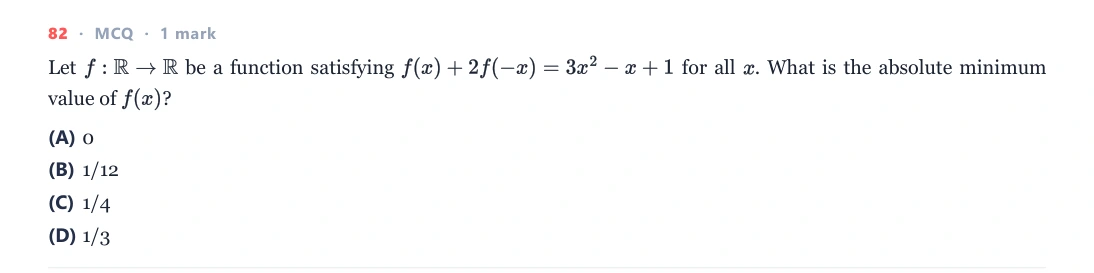 82 · MCQ · 1 mark
Let f : ℝ → ℝ be a function satisfying f(x) + 2f(−x) = 3x² − x + 1 for all x. What is the absolute minimum
value of f(x)?
(A) 0
(B) 1/12
(C) 1/4
(D) 1/3